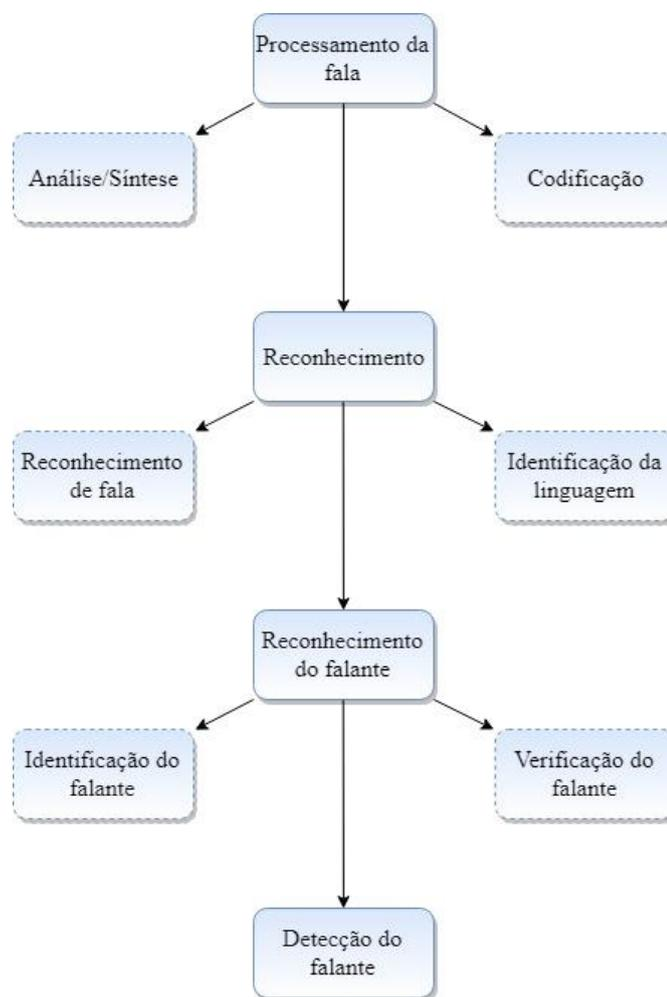 Processamento da
fala
Análise/Síntese
Codificação
Reconhecimento
Reconhecimento
de fala
Identificação da
linguagem
Reconhecimento
do falante
Identificação do
falante
Verificação do
falante
Detecção do
falante